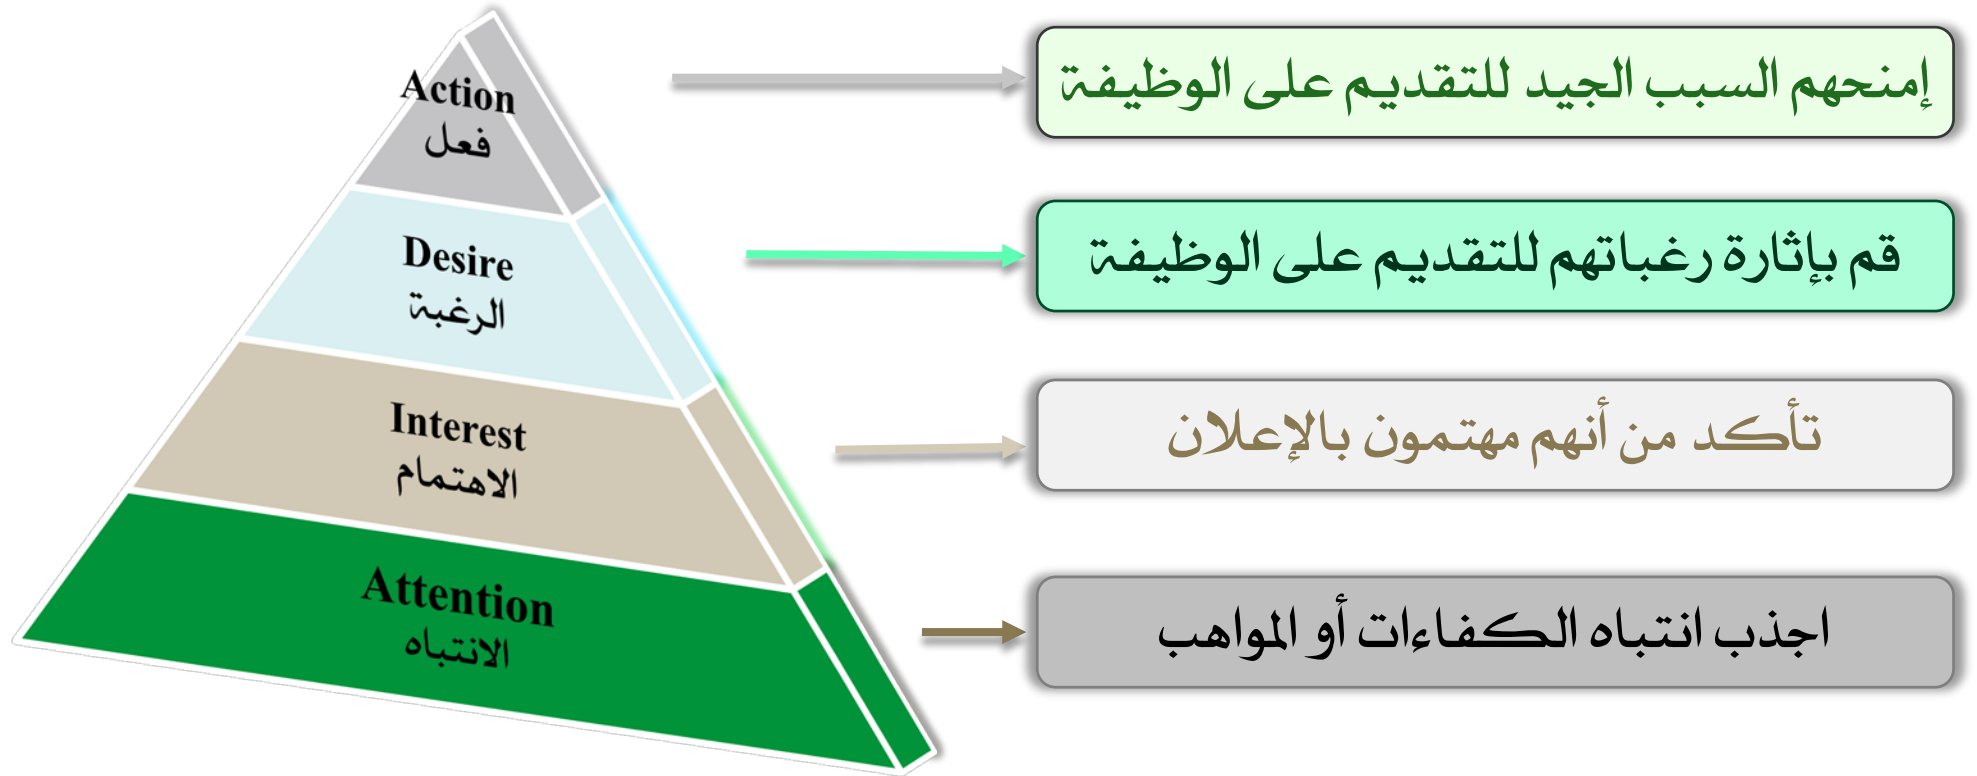 Action
فعل
إمنحهم السبب الجيد للتقديم على الوظيفة
Desire
الرغبة
قم بإثارة رغباتهم للتقديم على الوظيفة
Interest
الاهتمام
تأكد من أنهم مهتمون بالإعلان
Attention
الانتباه
اجذب انتباه الكفاءات أو المواهب